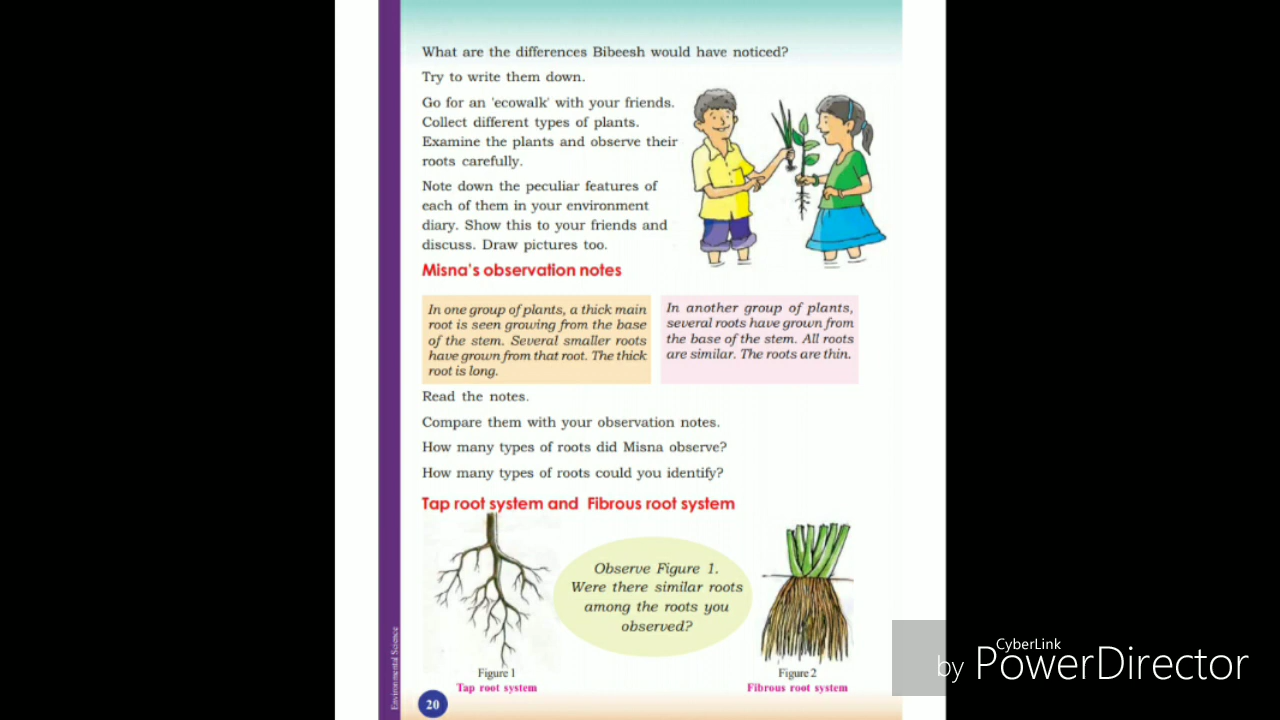 What are the differences Bibeesh would have noticed?
Try to write them down.
Go for an 'ecowalk' with your friends.
Collect different types of plants.
Examine the plants and observe their
roots carefully.
Note down the peculiar features of
each of them in your environment
diary. Show this to your friends and
discuss. Draw pictures too.
Misna's observation notes
In one group of plants, a thick main
root is seen growing from the base
of the stem. Several smaller roots
have grown from that root. The thick
root is long.
In another group of plants,
several roots have grown from
the base of the stem. All roots
are similar. The roots are thin.
Read the notes.
Compare them with your observation notes.
How many types of roots did Misna observe?
How many types of roots could you identify?
Tap root system and Fibrous root system
Observe Figure 1.
Were there similar roots
among the roots you
observed?
Figure 1
Tap root system
Figure 2
Fibrous root system
Environmental Science
20
CyberLink
by PowerDirector